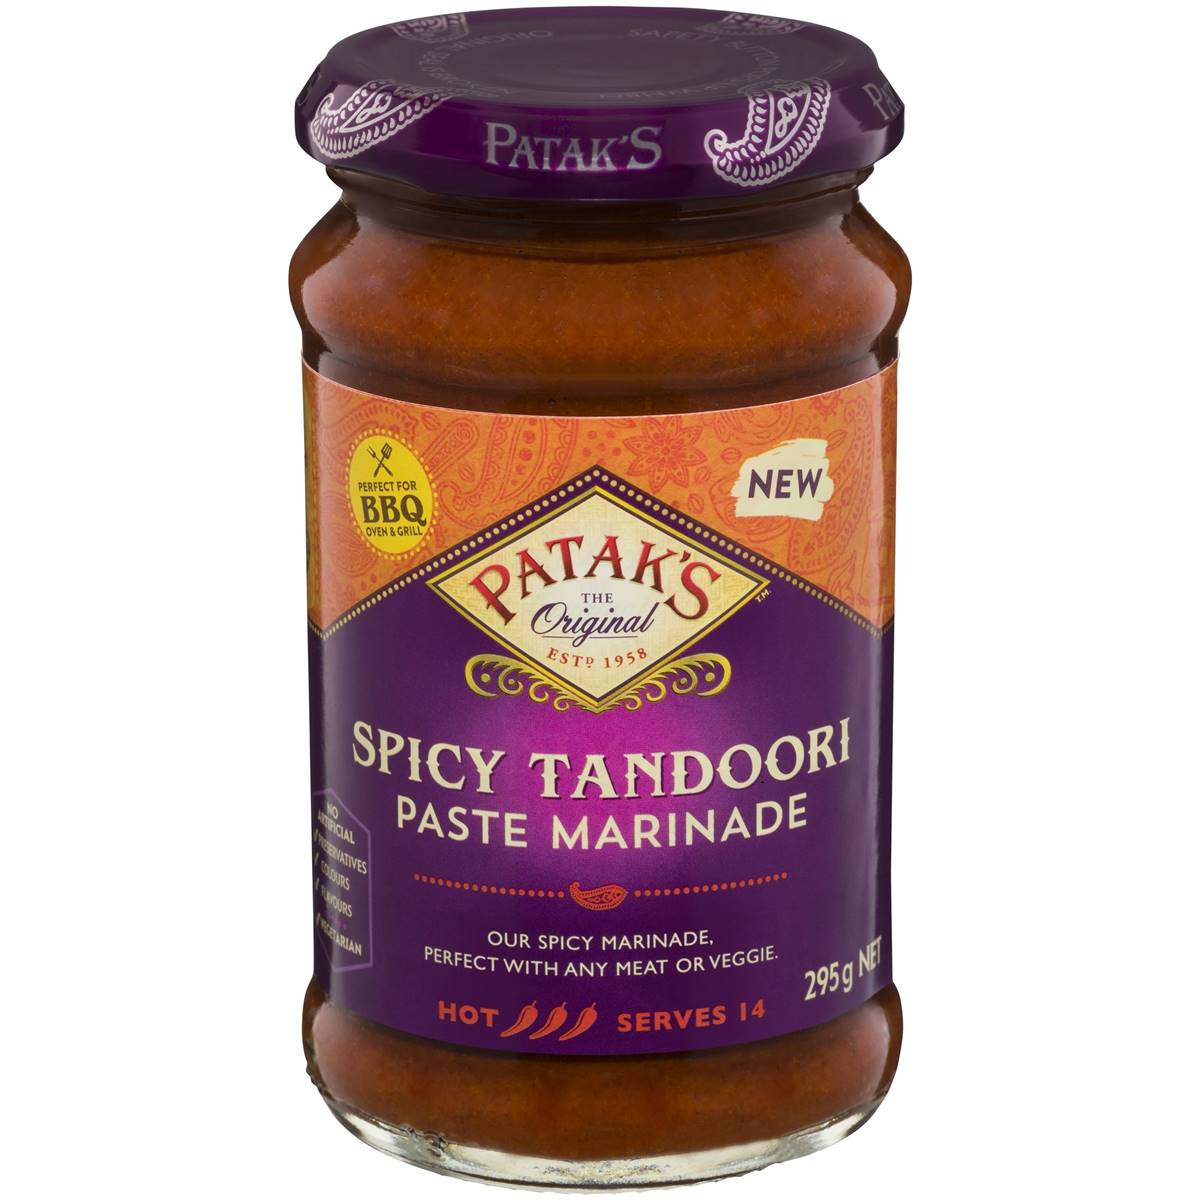 PATAK'S
PERFECT FOR
BBQ
OVEN & GRILL
NEW
PATAK'S
THE
Original
ESTD 1958
T.M.
SPICY TANDOORI
PASTE MARINADE
NO
ARTIFICIAL
PRESERVATIVES
COLOURS
FLAVOURS
VEGETARIAN
OUR SPICY MARINADE,
PERFECT WITH ANY MEAT OR VEGGIE.
295g NET
HOT
SERVES 14